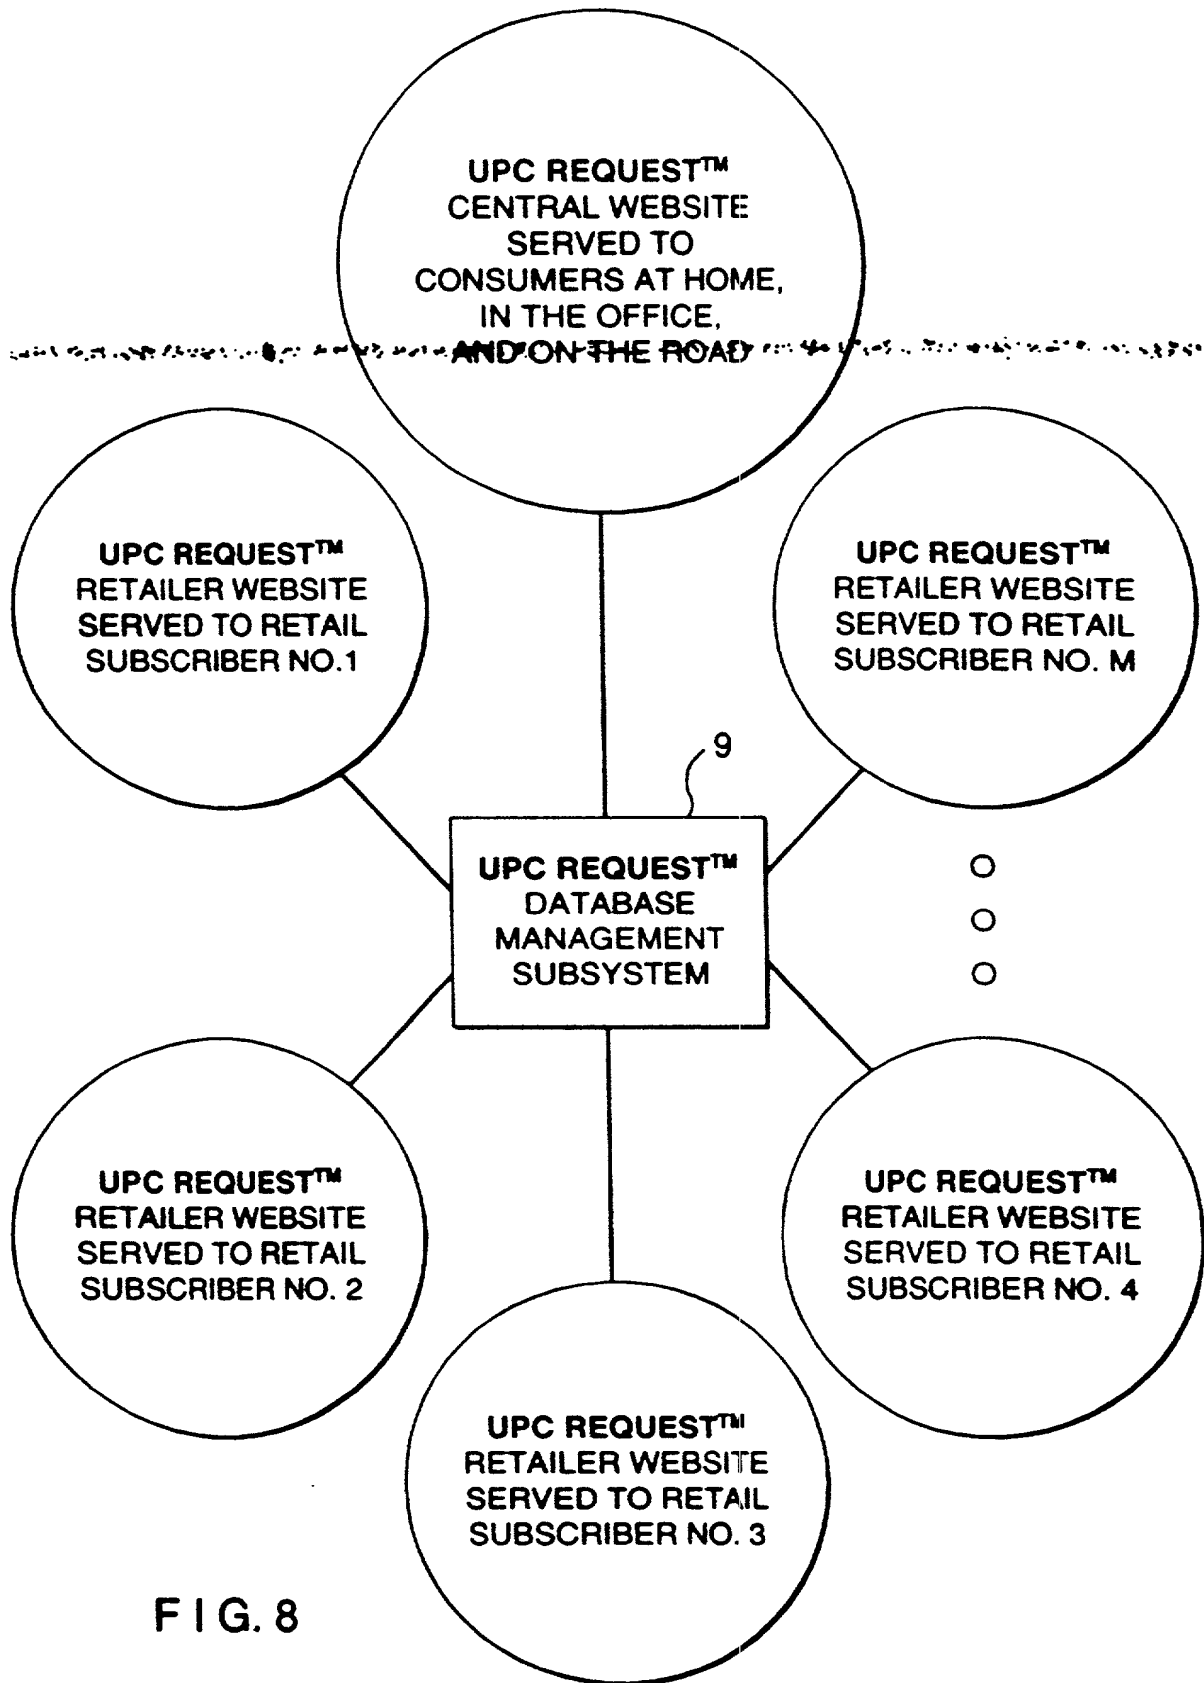 UPC REQUEST™
CENTRAL WEBSITE
SERVED TO
CONSUMERS AT HOME,
IN THE OFFICE,
AND ON THE ROAD
UPC REQUEST™
RETAILER WEBSITE
SERVED TO RETAIL
SUBSCRIBER NO.1
UPC REQUEST™
RETAILER WEBSITE
SERVED TO RETAIL
SUBSCRIBER NO. M
9
UPC REQUEST™
DATABASE
MANAGEMENT
SUBSYSTEM
UPC REQUEST™
RETAILER WEBSITE
SERVED TO RETAIL
SUBSCRIBER NO. 2
UPC REQUEST™
RETAILER WEBSITE
SERVED TO RETAIL
SUBSCRIBER NO. 4
UPC REQUEST™
RETAILER WEBSITE
SERVED TO RETAIL
SUBSCRIBER NO. 3
FIG. 8